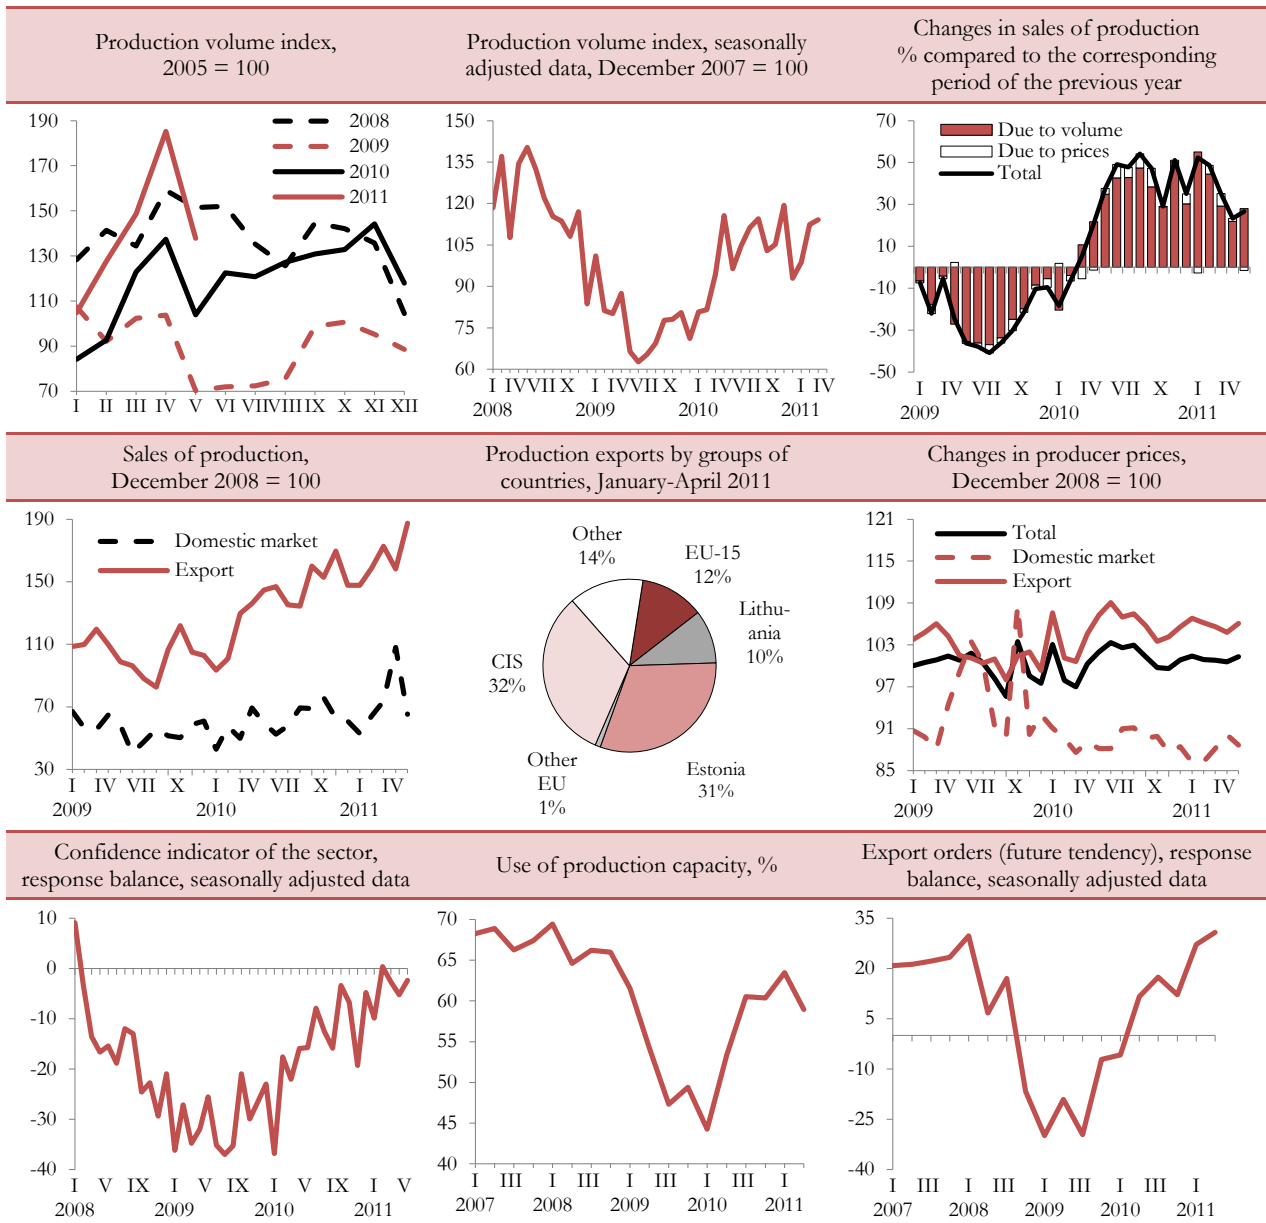 Production volume index,
2005 = 100
Production volume index, seasonally
adjusted data, December 2007 = 100
Changes in sales of production
% compared to the corresponding
period of the previous year
190
170
150
130
110
90
70
2008
2009
2010
2011
I II III IV V VI VII VIII IX X XI XII
150
135
120
105
90
75
60
I IV VII X I IV VII X I IV VII X I IV
2008 2009 2010 2011
70
50
30
10
-10
-30
-50
Due to volume
Due to prices
Total
I IV VII X I IV VII X I IV
2009 2010 2011
Sales of production,
December 2008 = 100
Production exports by groups of
countries, January-April 2011
Changes in producer prices,
December 2008 = 100
190
150
110
70
30
Domestic market
Export
I IV VII X I IV VII X I IV
2009 2010 2011
Other
14%
EU-15
12%
Lithu-
ania
10%
CIS
32%
Other
EU
1%
Estonia
31%
121
115
109
103
97
91
85
Total
Domestic market
Export
I IV VII X I IV VII X I IV
2009 2010 2011
Confidence indicator of the sector,
response balance, seasonally adjusted data
Use of production capacity, %
Export orders (future tendency), response
balance, seasonally adjusted data
10
0
-10
-20
-30
-40
I V IX I V IX I V IX I V
2008 2009 2010 2011
70
65
60
55
50
45
40
I III I III I III I III I
2007 2008 2009 2010 2011
35
20
5
-10
-25
-40
I III I III I III I III I
2007 2008 2009 2010 2011